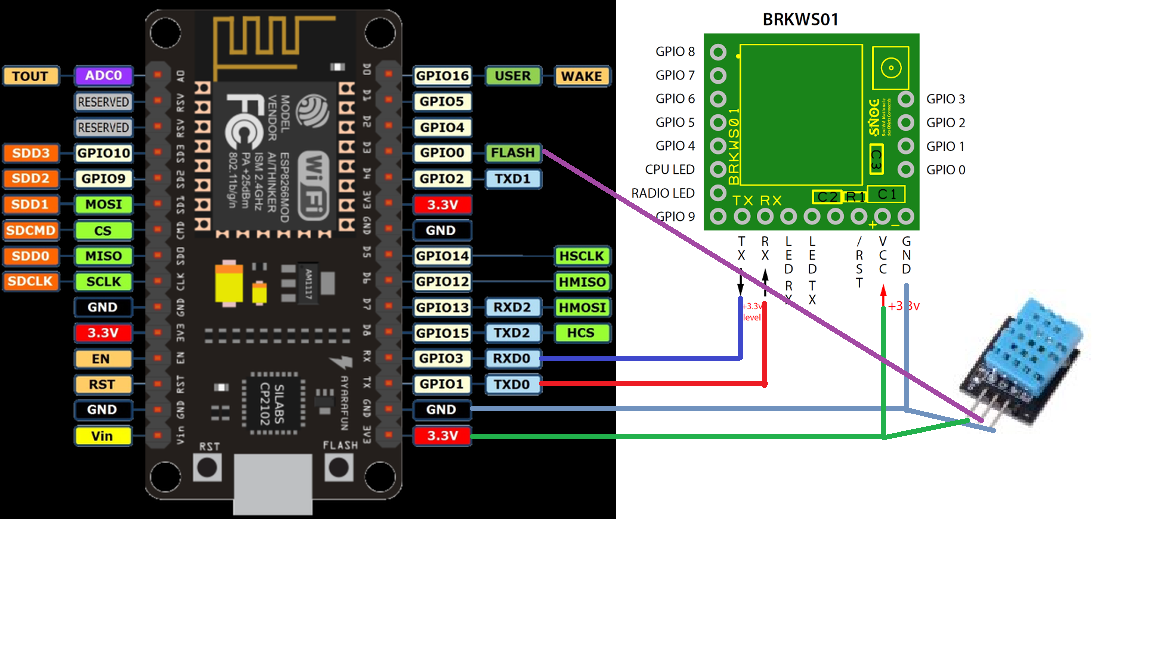 BRKWS01
TOUT ADC0
RESERVED
RESERVED
SDD3 GPIO10
SDD2 GPIO9
SDD1 MOSI
SDCMD CS
SDD0 MISO
SDCLK SCLK
GND
3.3V
EN
RST
GND
Vin
A0
RSV
RSV
SD3
SD2
SD1
CMD
SD0
CLK
GND
3V3
EN
RST
GND
Vin
MODEL
VENDOR
ESP8266MOD
AI/THINKER
ISM 2.4GHz
PA +25dBm
802.11b/g/n
FC
WiFi
AM1117
SILABS
CP2102
AYARAFUN
RST
FLASH
D0
D1
D2
D3
D4
3V3
GND
D5
D6
D7
D8
RX
TX
GND
3V3
GPIO16 USER WAKE
GPIO5
GPIO4
GPIO0 FLASH
GPIO2 TXD1
3.3V
GND
GPIO14 HSCLK
GPIO12 HMISO
GPIO13 RXD2 HMOSI
GPIO15 TXD2 HCS
GPIO3 RXD0
GPIO1 TXD0
GND
3.3V
GPIO 8
GPIO 7
GPIO 6
GPIO 5
GPIO 4
CPU LED
RADIO LED
GPIO 9
BRKWS01
SNOC
C3
C2 R1 C1
TX RX
+ −
GPIO 3
GPIO 2
GPIO 1
GPIO 0
TX
RX
LED RX
LED TX
/RST
VCC
GND
+3.3v
level
+3.3v